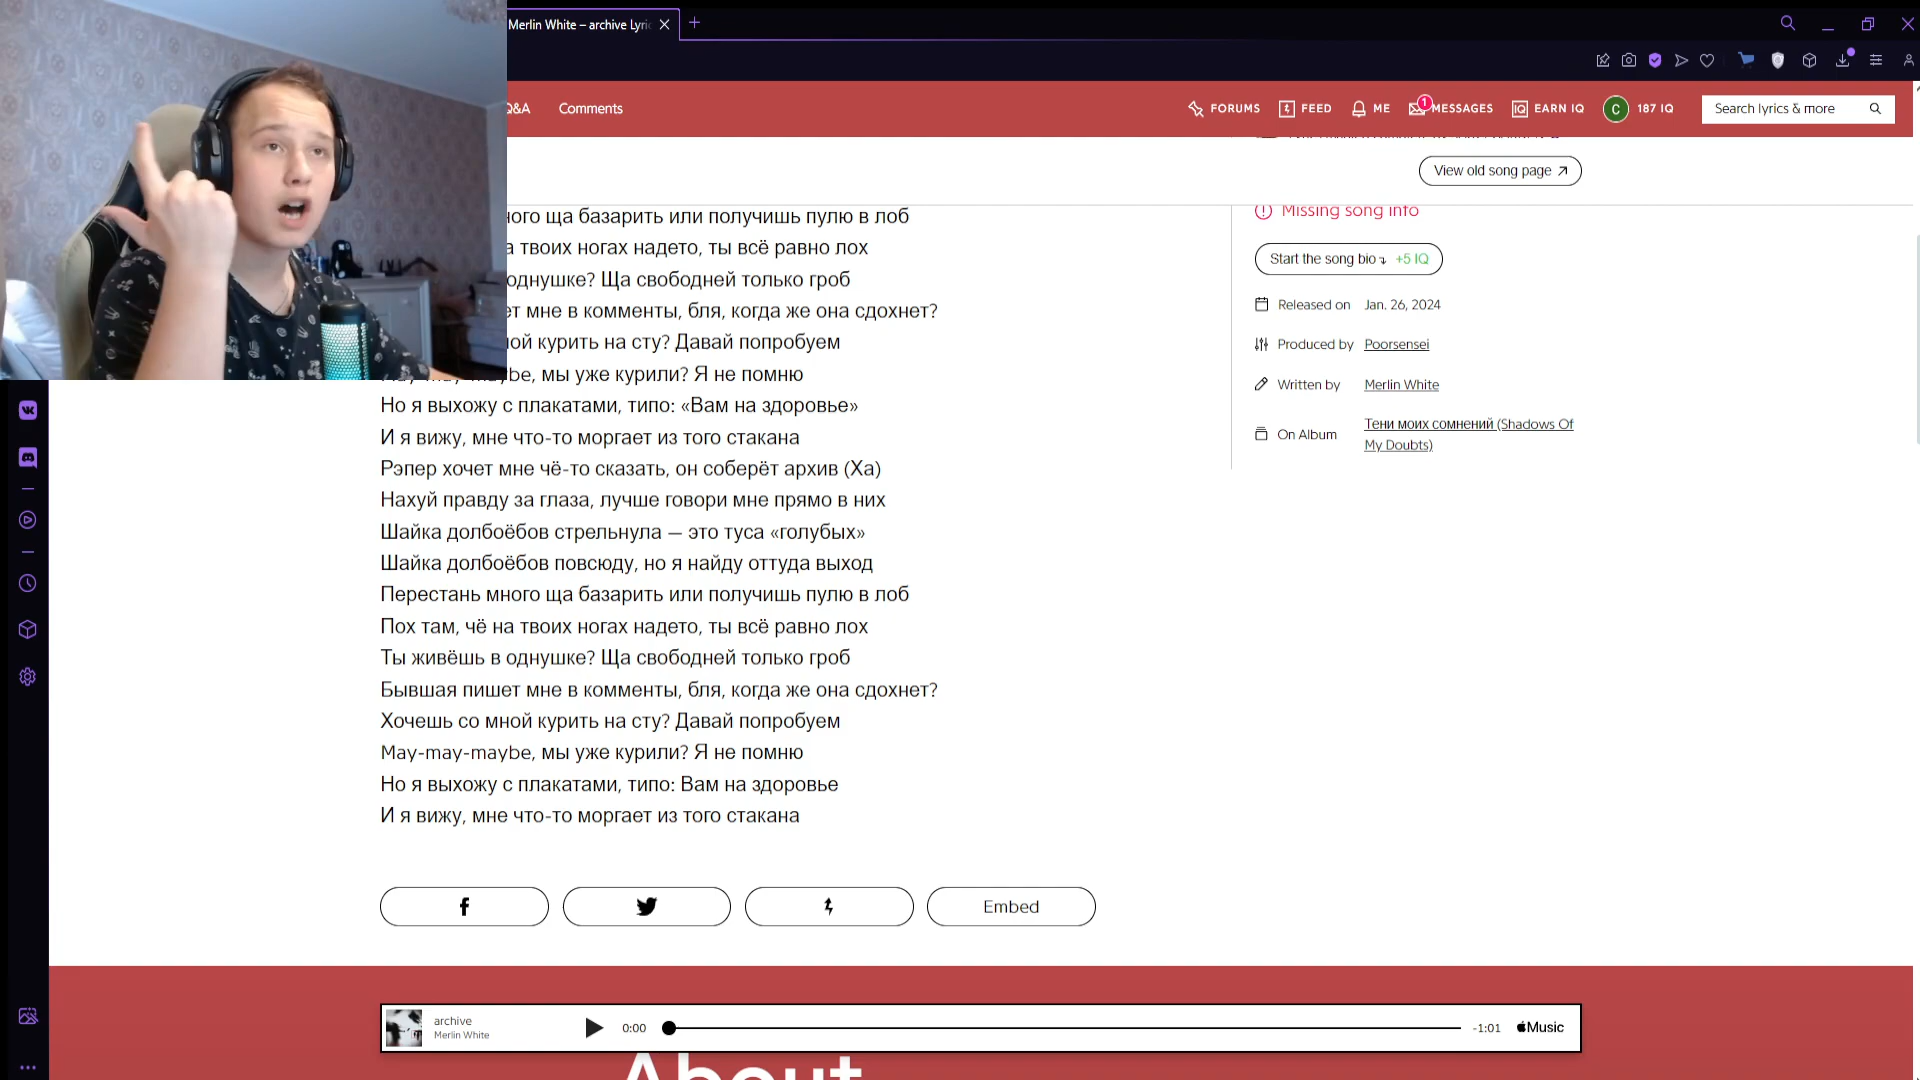 Merlin White – archive Lyri
Q&A
Comments
FORUMS
FEED
ME
1
MESSAGES
EARN IQ
C
187 IQ
Search lyrics & more
View old song page
ного ща базарить или получишь пулю в лоб
а твоих ногах надето, ты всё равно лох
однушке? Ща свободней только гроб
ет мне в комменты, бля, когда же она сдохнет?
ной курить на сту? Давай попробуем
мы уже курили? Я не помню
Но я выхожу с плакатами, типо: «Вам на здоровье»
И я вижу, мне что-то моргает из того стакана
Рэпер хочет мне чё-то сказать, он соберёт архив (Ха)
Нахуй правду за глаза, лучше говори мне прямо в них
Шайка долбоёбов стрельнула — это туса «голубых»
Шайка долбоёбов повсюду, но я найду оттуда выход
Перестань много ща базарить или получишь пулю в лоб
Пох там, чё на твоих ногах надето, ты всё равно лох
Ты живёшь в однушке? Ща свободней только гроб
Бывшая пишет мне в комменты, бля, когда же она сдохнет?
Хочешь со мной курить на сту? Давай попробуем
May-may-maybe, мы уже курили? Я не помню
Но я выхожу с плакатами, типо: Вам на здоровье
И я вижу, мне что-то моргает из того стакана
Missing song info
Start the song bio +5 IQ
Released on Jan. 26, 2024
Produced by Poorsensei
Written by Merlin White
On Album Тени моих сомнений (Shadows Of
My Doubts)
Embed
archive
Merlin White
0:00
-1:01
Music
About